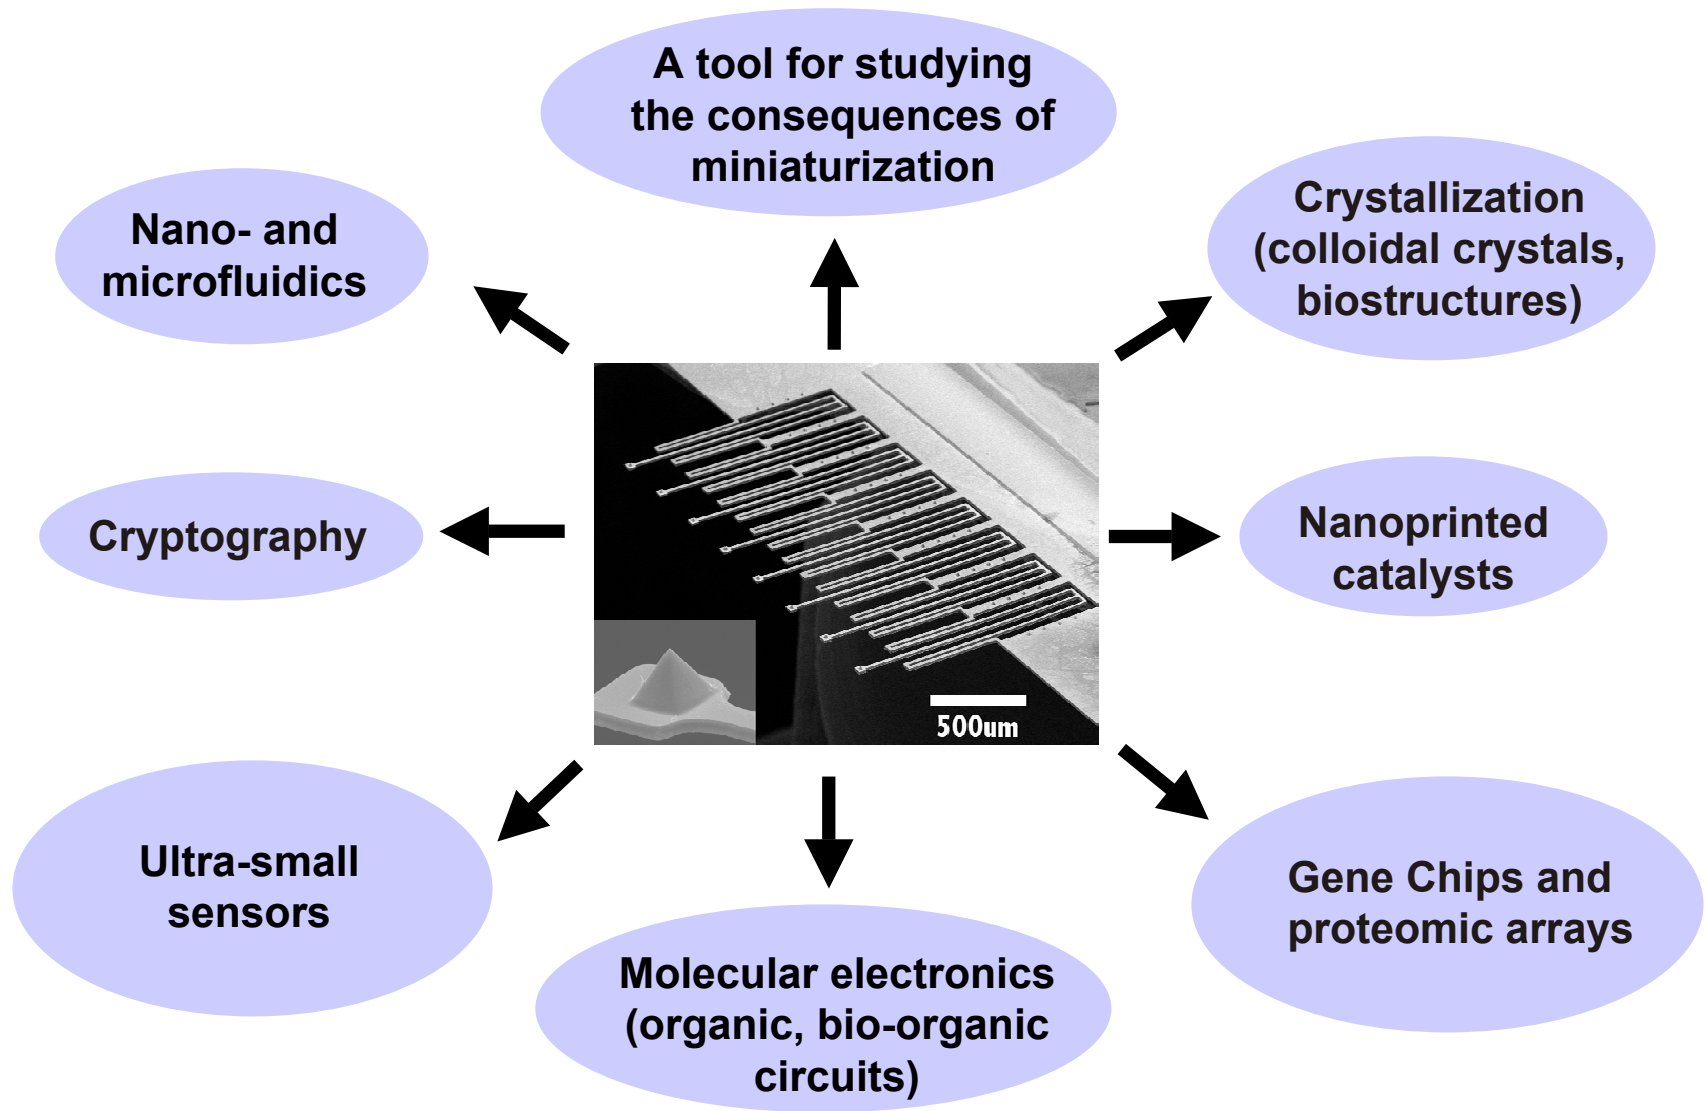 A tool for studying
the consequences of
miniaturization
Nano- and
microfluidics
Crystallization
(colloidal crystals,
biostructures)
Cryptography
Nanoprinted
catalysts
500um
Ultra-small
sensors
Gene Chips and
proteomic arrays
Molecular electronics
(organic, bio-organic
circuits)